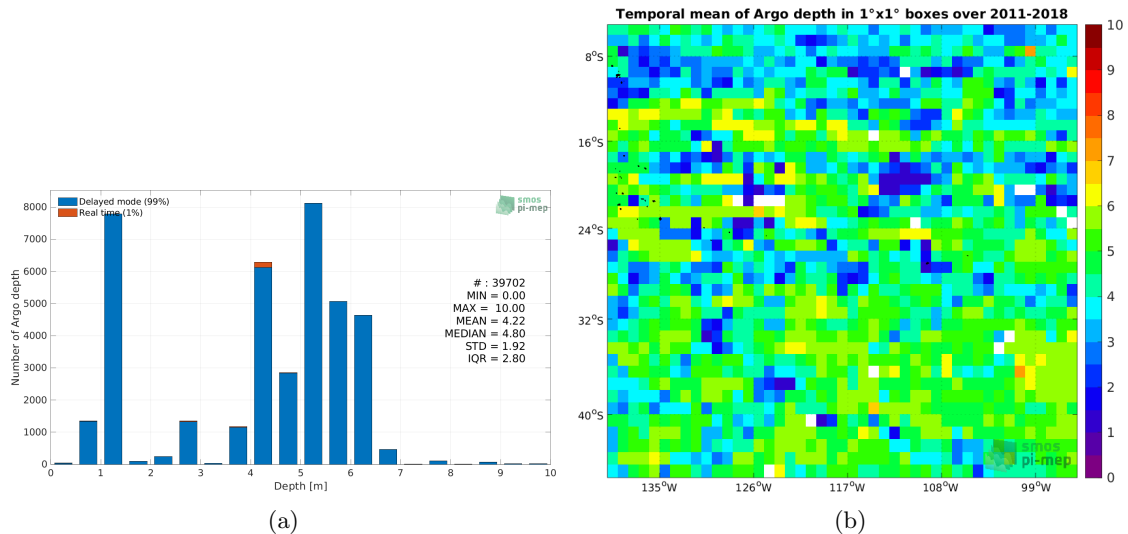 Temporal mean of Argo depth in 1°x1° boxes over 2011-2018
Delayed mode (99%)
Real time (1%)
smos
pi-mep
8000
7000
6000
5000
4000
3000
2000
1000
0
Number of Argo depth
# : 39702
MIN = 0.00
MAX = 10.00
MEAN = 4.22
MEDIAN = 4.80
STD = 1.92
IQR = 2.80
0 1 2 3 4 5 6 7 8 9 10
Depth [m]
(a)
8°S
16°S
24°S
32°S
40°S
135°W 126°W 117°W 108°W 99°W
smos
pi-mep
10
9
8
7
6
5
4
3
2
1
0
(b)